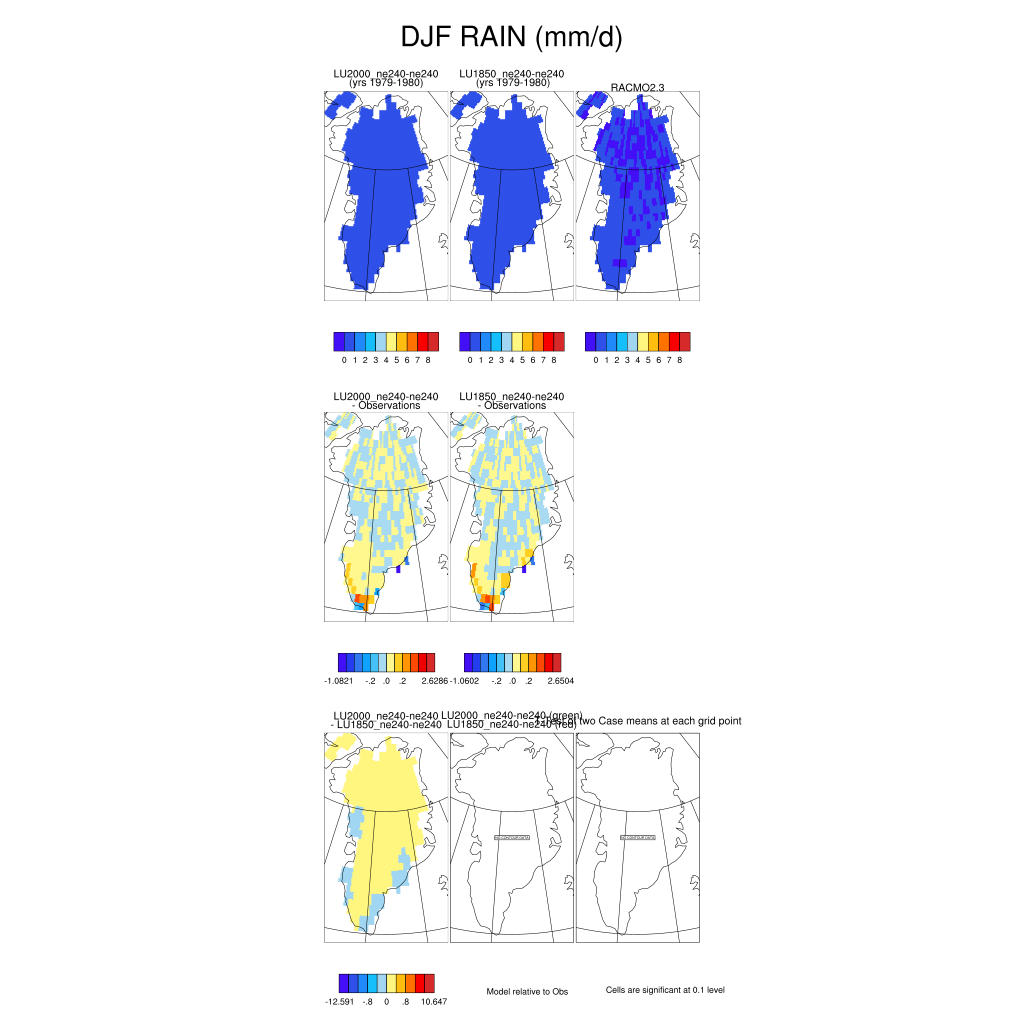 DJF RAIN (mm/d)
LU2000_ne240-ne240
(yrs 1979-1980)
LU1850_ne240-ne240
(yrs 1979-1980)
RACMO2.3
0 1 2 3 4 5 6 7 8
0 1 2 3 4 5 6 7 8
0 1 2 3 4 5 6 7 8
LU2000_ne240-ne240
- Observations
LU1850_ne240-ne240
- Observations
-1.0821 -.2 .0 .2 2.6286
-1.0602 -.2 .0 .2 2.6504
LU2000_ne240-ne240
- LU1850_ne240-ne240
LU2000_ne240-ne240 (green)
LU1850_ne240-ne240 (red)
of two Case means at each grid point
-12.591 -.8 0 .8 10.647
Model relative to Obs
Cells are significant at 0.1 level